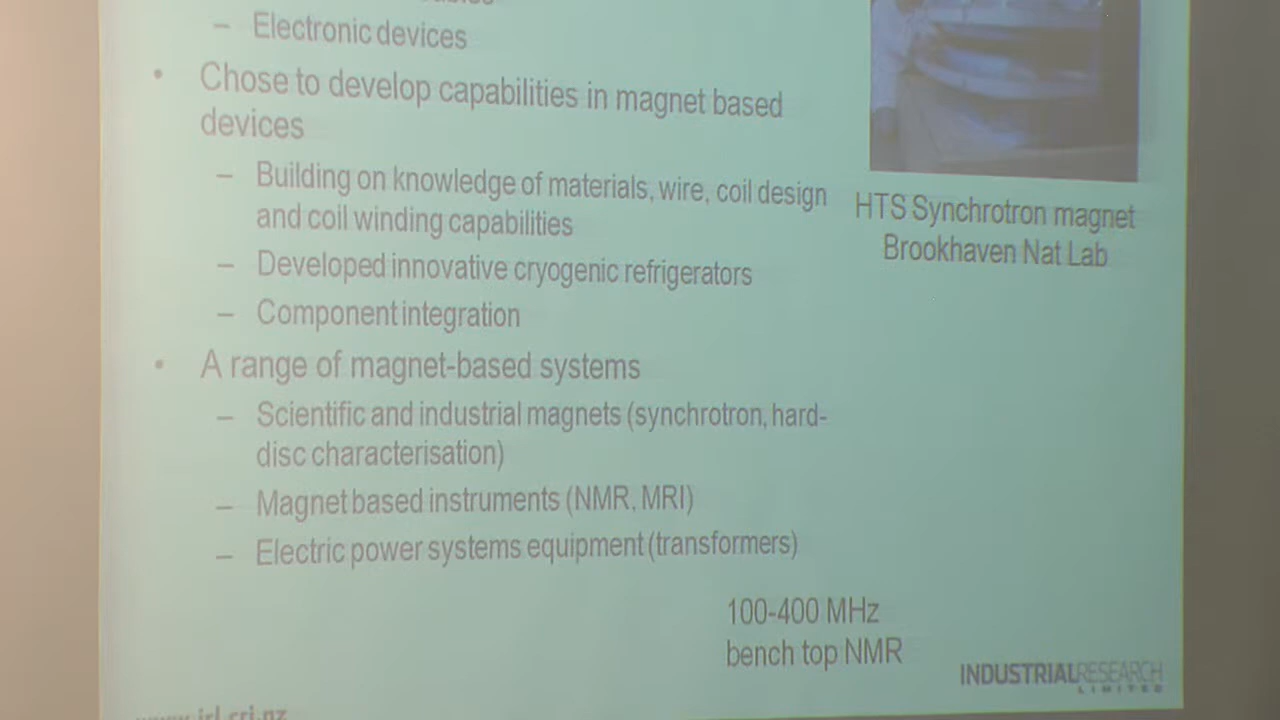 – Electronic devices
• Chose to develop capabilities in magnet based
devices
– Building on knowledge of materials, wire, coil design
and coil winding capabilities
– Developed innovative cryogenic refrigerators
– Component integration
• A range of magnet-based systems
– Scientific and industrial magnets (synchrotron, hard-
disc characterisation)
– Magnet based instruments (NMR, MRI)
– Electric power systems equipment (transformers)
HTS Synchrotron magnet
Brookhaven Nat Lab
100-400 MHz
bench top NMR
INDUSTRIALRESEARCH
LIMITED
www.irl.cri.nz